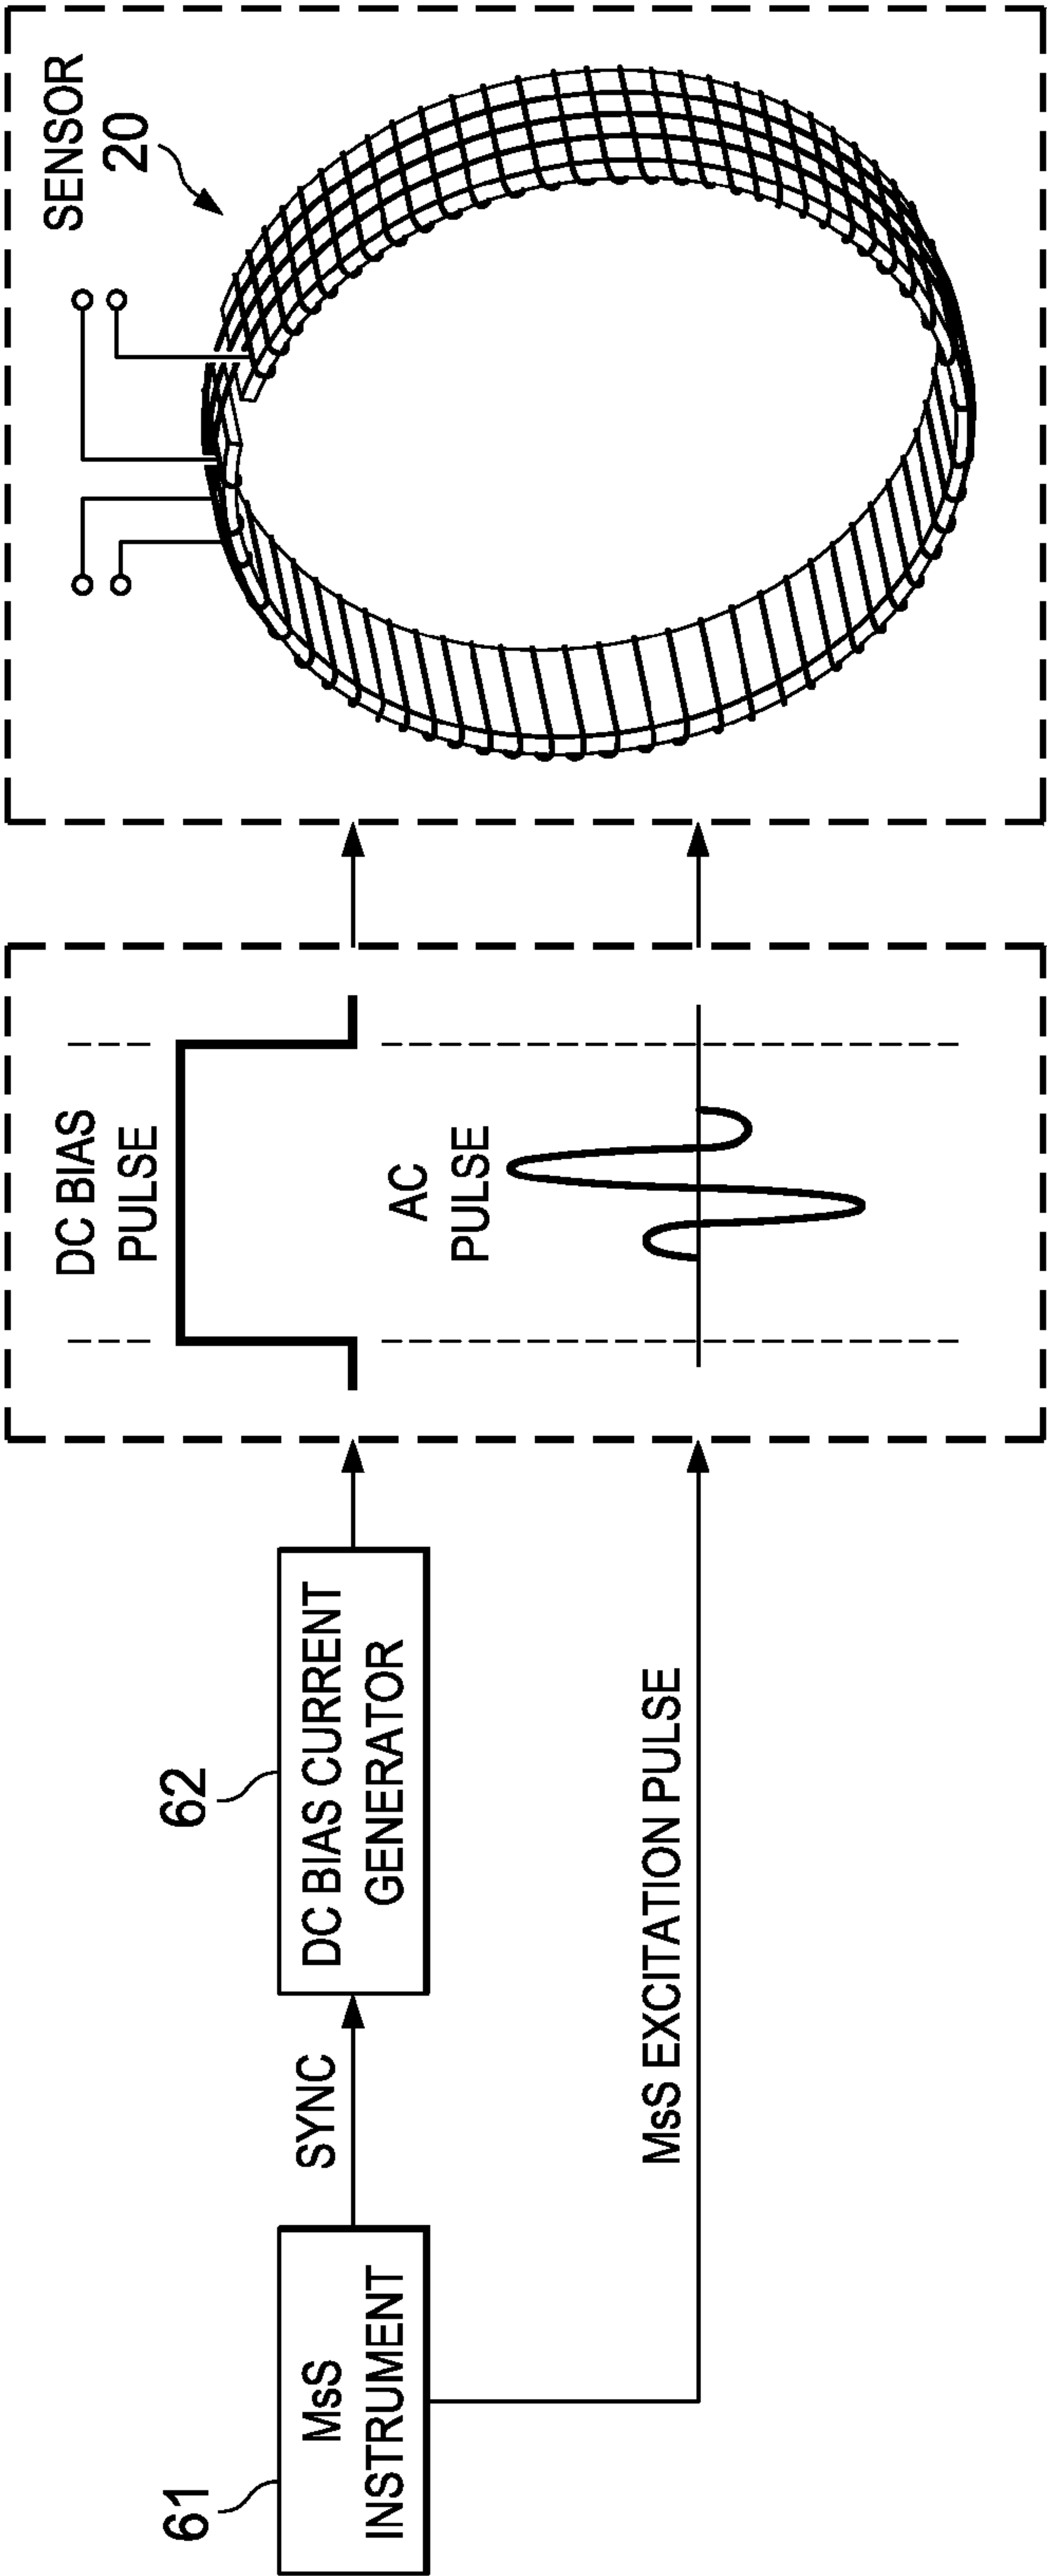 61
MsS
INSTRUMENT
SYNC
62
DC BIAS CURRENT
GENERATOR
MsS EXCITATION PULSE
DC BIAS
PULSE
AC
PULSE
SENSOR
20